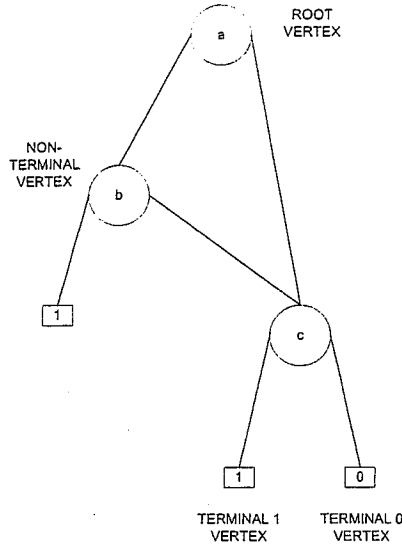 ROOT
VERTEX
a
NON-
TERMINAL
VERTEX
b
1
c
1
0
TERMINAL 1
VERTEX
TERMINAL 0
VERTEX